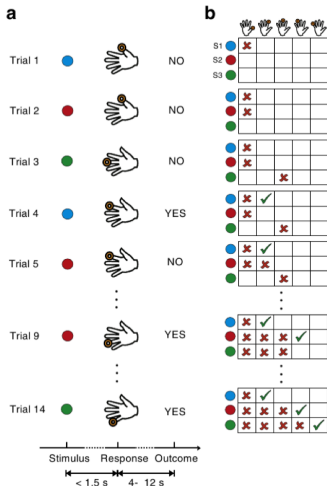 a
b
S1
S2
S3
Trial 1 NO
Trial 2 NO
Trial 3 NO
Trial 4 YES
Trial 5 NO
Trial 9 YES
Trial 14 YES
Stimulus Response Outcome
< 1.5 s 4- 12 s